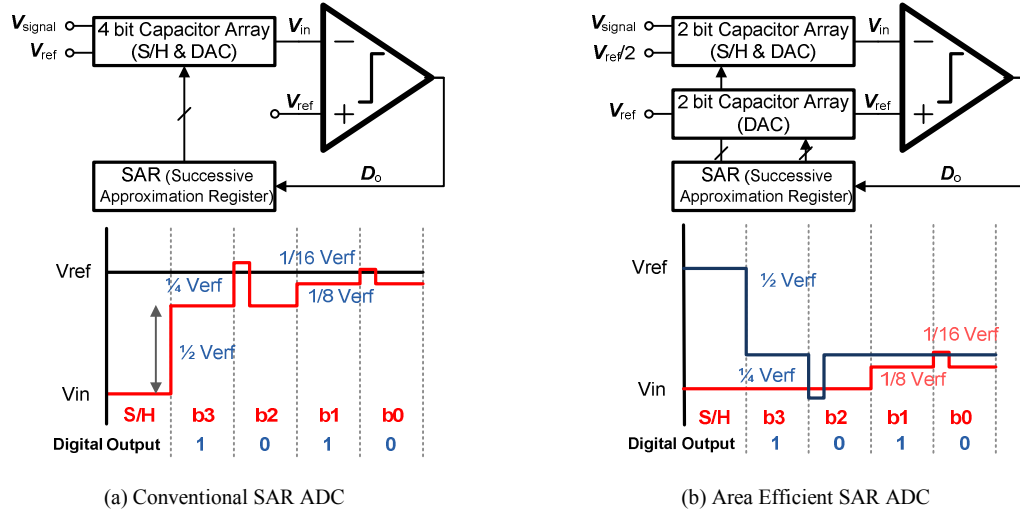 Vsignal
Vref
4 bit Capacitor Array
(S/H & DAC)
Vin
−
Vref
+
SAR (Successive
Approximation Register)
Do
Vref
Vin
¼ Verf
½ Verf
1/16 Verf
1/8 Verf
S/H b3 b2 b1 b0
Digital Output 1 0 1 0
(a) Conventional SAR ADC
Vsignal
Vref/2
2 bit Capacitor Array
(S/H & DAC)
Vin
−
Vref
2 bit Capacitor Array
(DAC)
Vref
+
SAR (Successive
Approximation Register)
Do
Vref
Vin
½ Verf
¼ Verf
1/16 Verf
1/8 Verf
S/H b3 b2 b1 b0
Digital Output 1 0 1 0
(b) Area Efficient SAR ADC